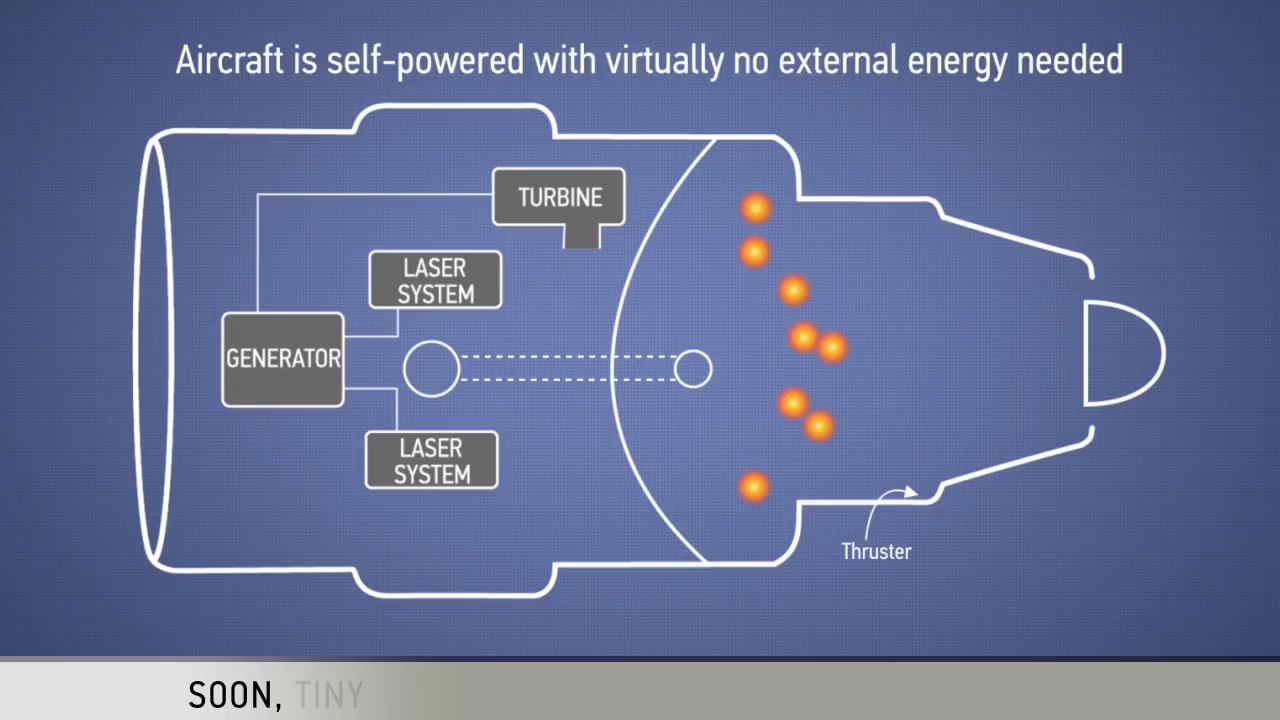 Aircraft is self-powered with virtually no external energy needed
TURBINE
LASER
SYSTEM
GENERATOR
LASER
SYSTEM
Thruster
SOON, TINY